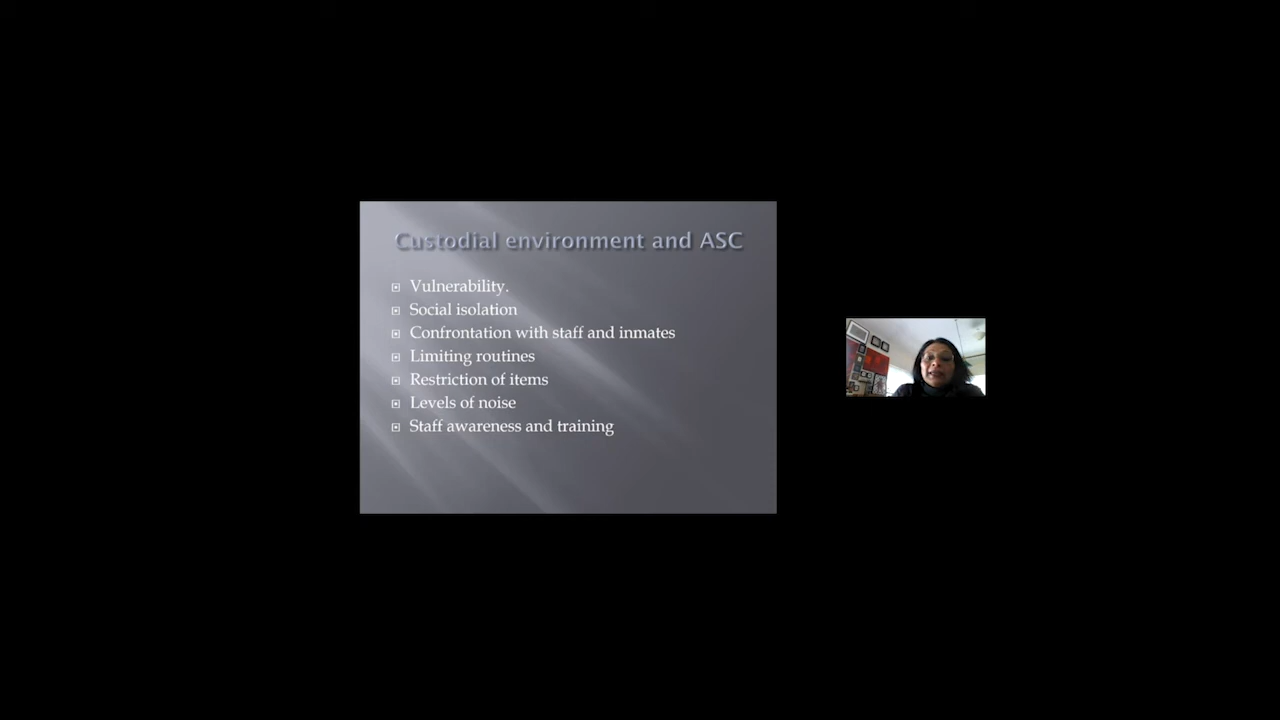 Custodial environment and ASC
Vulnerability.
Social isolation
Confrontation with staff and inmates
Limiting routines
Restriction of items
Levels of noise
Staff awareness and training